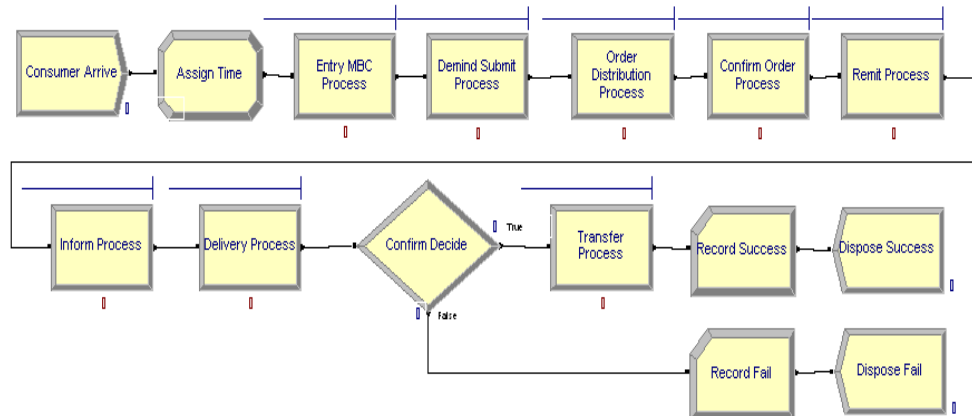 Consumer Arrive
Assign Time
Entry MBC
Process
Demind Submit
Process
Order
Distribution
Process
Confirm Order
Process
Remit Process
Inform Process
Delivery Process
Confirm Decide
True
False
Transfer
Process
Record Success
Dispose Success
Record Fail
Dispose Fail